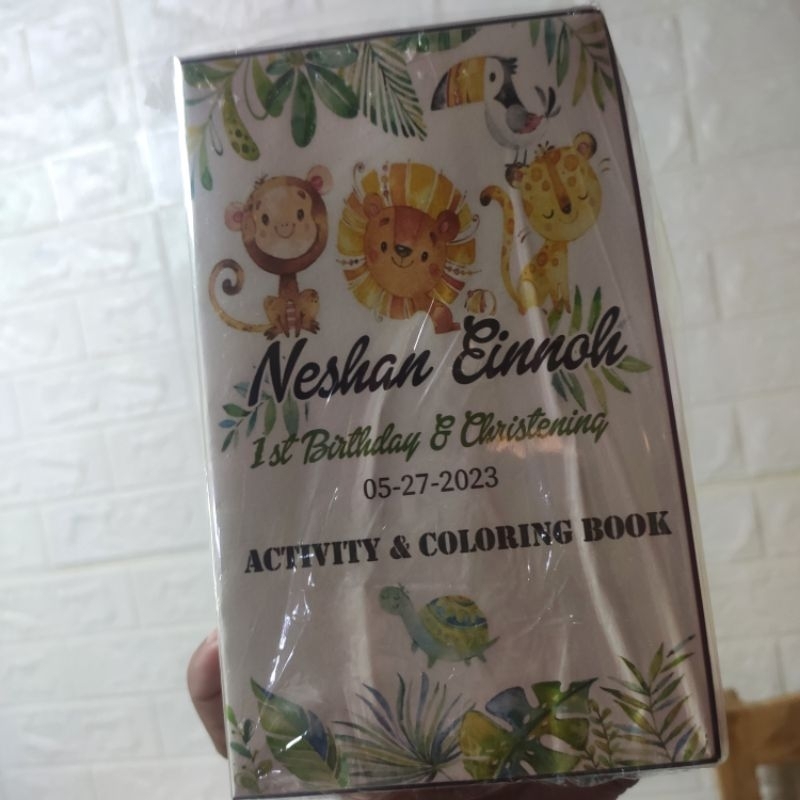 Neshan Einnoh
1st Birthday & Christening
05-27-2023
ACTIVITY & COLORING BOOK